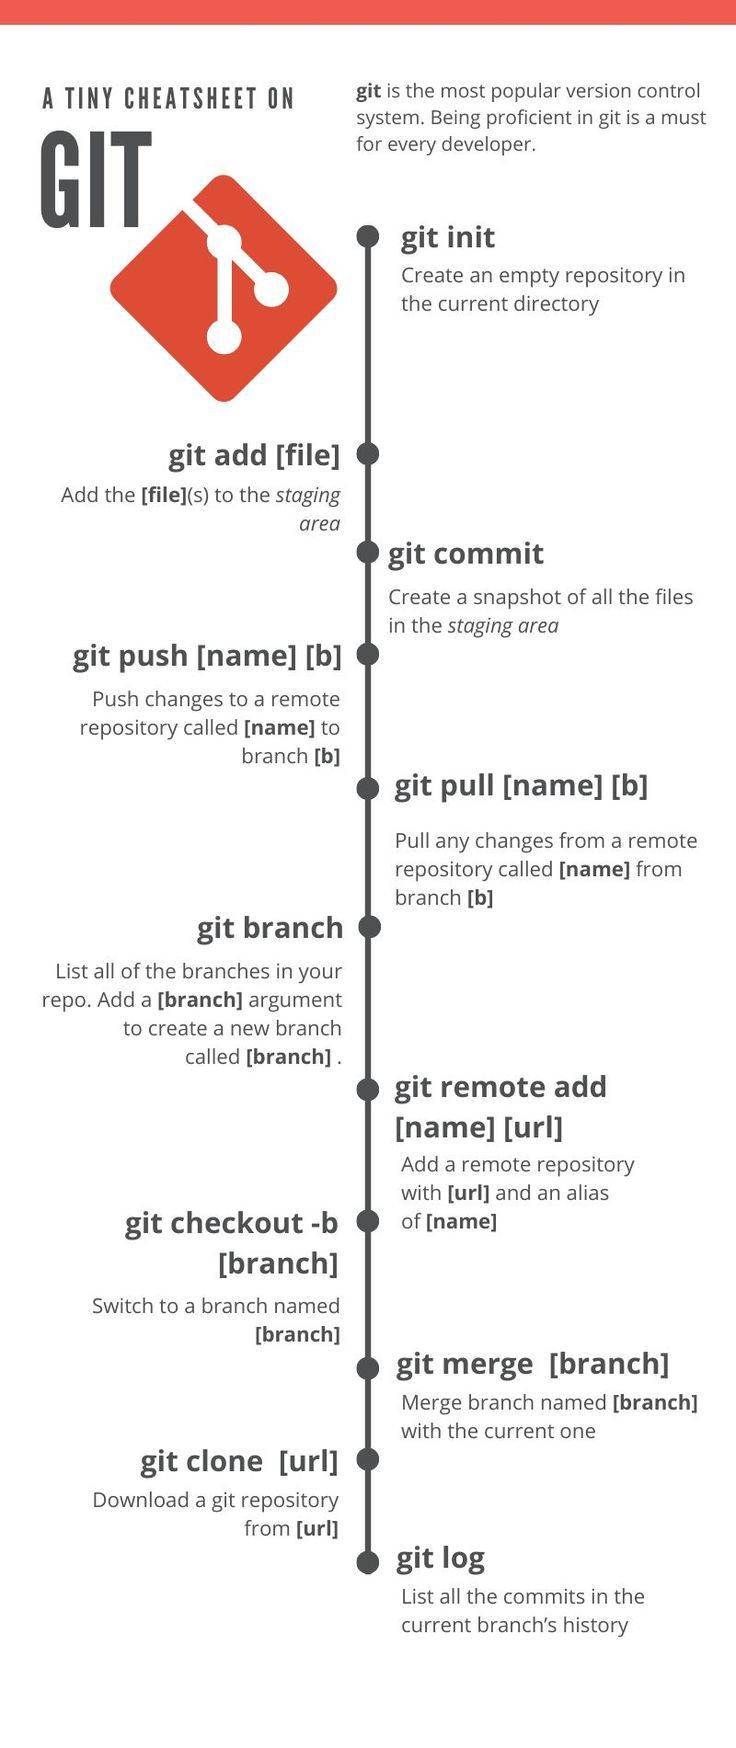 A TINY CHEATSHEET ON
GIT
git is the most popular version control
system. Being proficient in git is a must
for every developer.
git init
Create an empty repository in
the current directory
git add [file]
Add the [file](s) to the staging
area
git commit
Create a snapshot of all the files
in the staging area
git push [name] [b]
Push changes to a remote
repository called [name] to
branch [b]
git pull [name] [b]
Pull any changes from a remote
repository called [name] from
branch [b]
git branch
List all of the branches in your
repo. Add a [branch] argument
to create a new branch
called [branch] .
git remote add
[name] [url]
Add a remote repository
with [url] and an alias
of [name]
git checkout -b
[branch]
Switch to a branch named
[branch]
git merge  [branch]
Merge branch named [branch]
with the current one
git clone  [url]
Download a git repository
from [url]
git log
List all the commits in the
current branch’s history